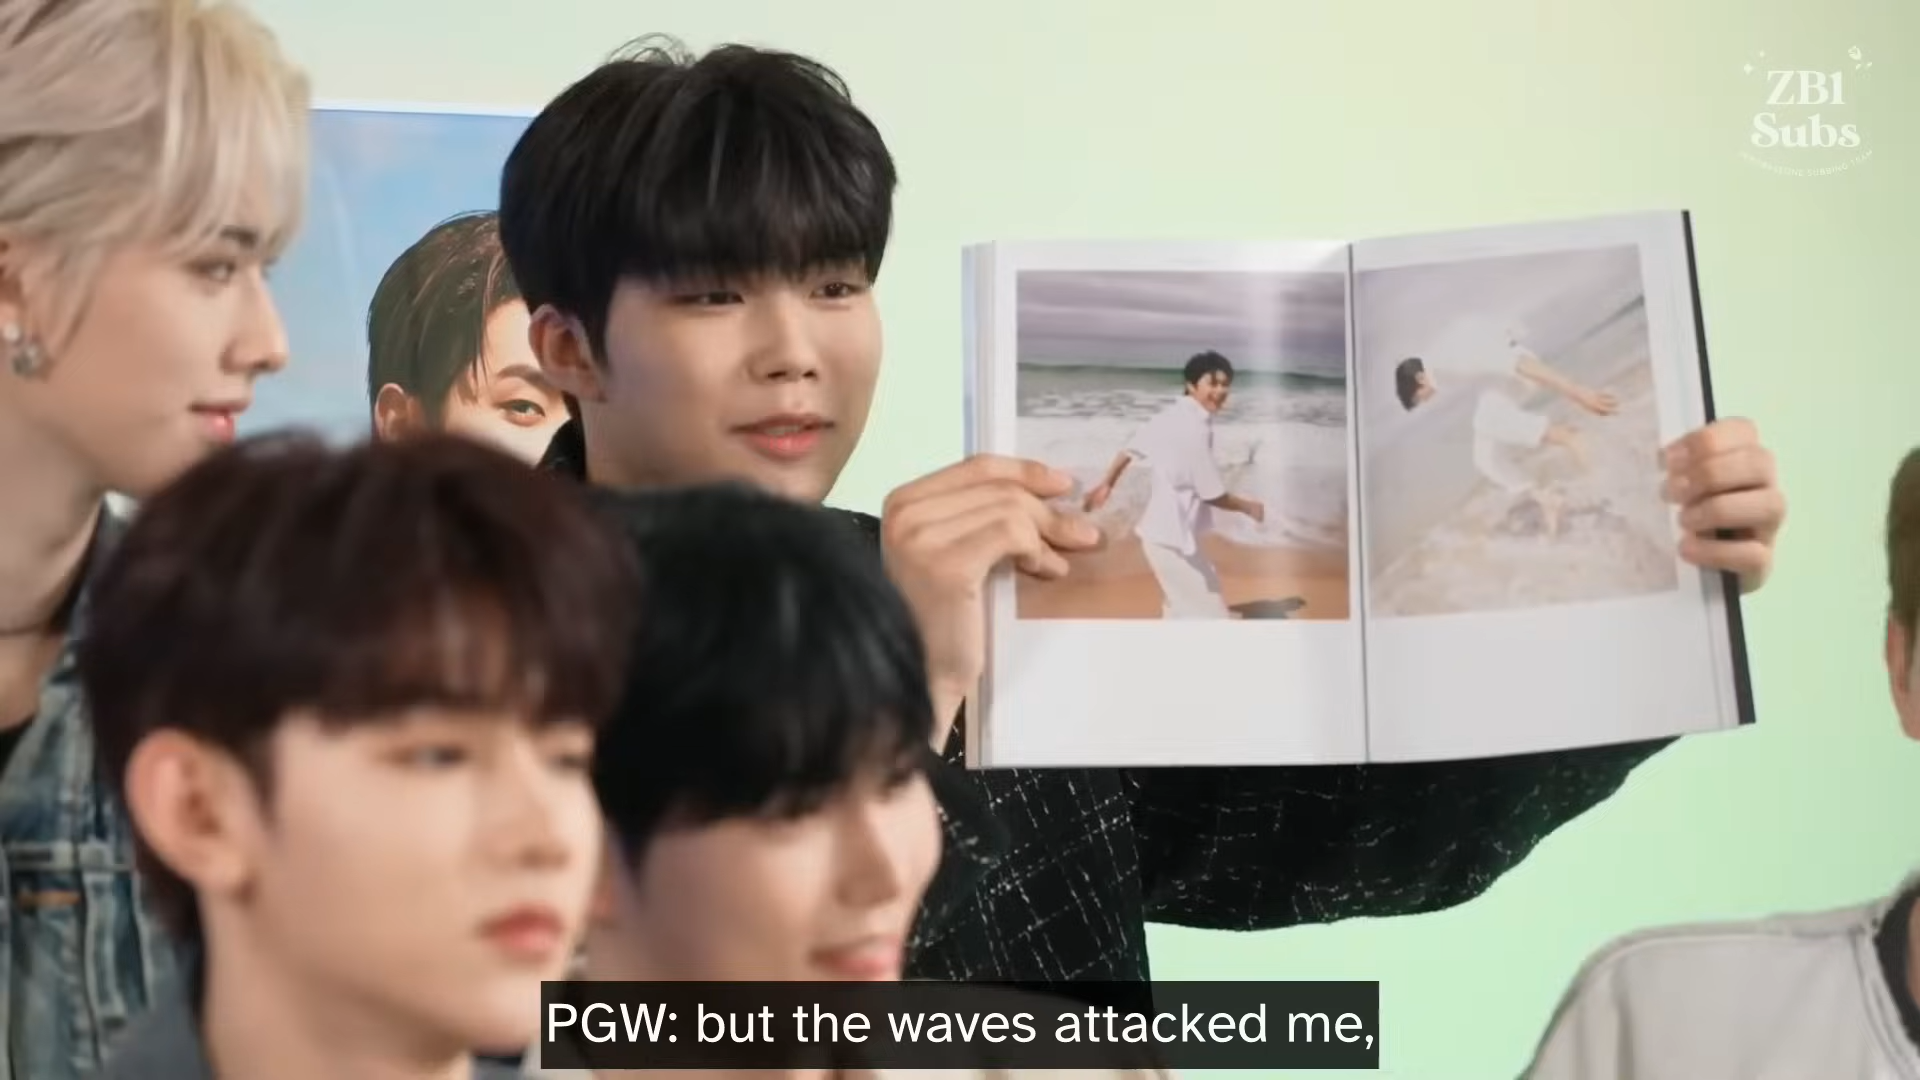 ZB1
Subs
PGW: but the waves attacked me,